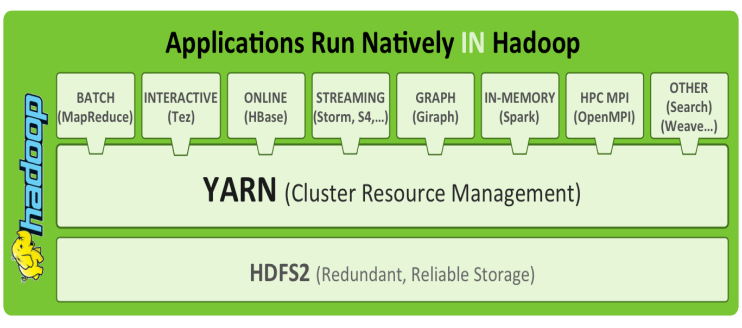 Applications Run Natively IN Hadoop
BATCH
(MapReduce)
INTERACTIVE
(Tez)
ONLINE
(HBase)
STREAMING
(Storm, S4,...)
GRAPH
(Giraph)
IN-MEMORY
(Spark)
HPC MPI
(OpenMPI)
OTHER
(Search)
(Weave...)
hadoop
YARN (Cluster Resource Management)
HDFS2 (Redundant, Reliable Storage)